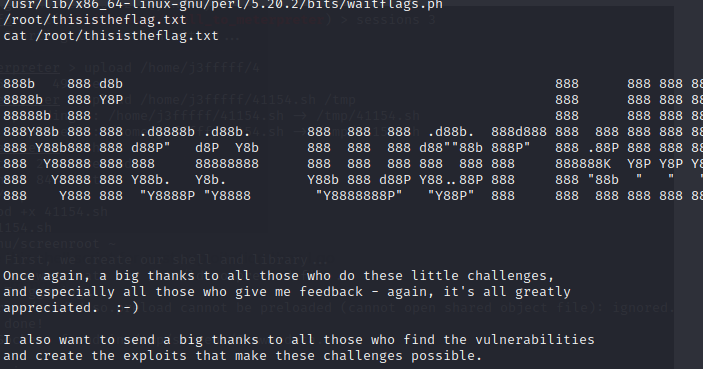 /usr/lib/x86_64-linux-gnu/perl/5.20.2/bits/waitflags.ph
/root/thisistheflag.txt
cat /root/thisistheflag.txt
888b   888 d8b                                                      888      888 888 88
8888b  888 Y8P                                                      888      888 888 88
88888b 888                                                          888      888 888 88
888Y88b 888 888  .d8888b .d88b.       888  888  888  .d88b.  888d888 888  888 888 888 88
888 Y88b888 888 d88P"   d8P  Y8b      888  888  888 d88""88b 888P"   888 .88P 888 888 88
888  Y88888 888 888     88888888      888  888  888 888  888 888     888888K  Y8P Y8P Y8
888   Y8888 888 Y88b.   Y8b.          Y88b 888 d88P Y88..88P 888     888 "88b  "   "   "
888    Y888 888  "Y8888P "Y8888        "Y8888888P"   "Y88P"  888     888  888 888 888 88
Once again, a big thanks to all those who do these little challenges,
and especially all those who give me feedback - again, it's all greatly
appreciated.  :-)
I also want to send a big thanks to all those who find the vulnerabilities
and create the exploits that make these challenges possible.